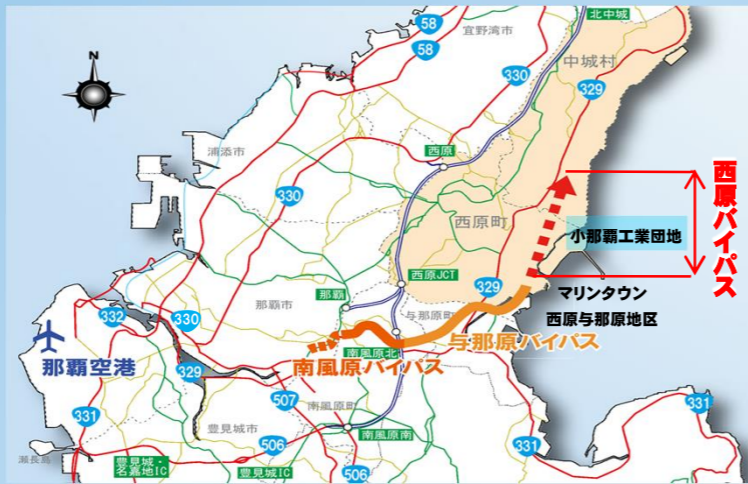 58
58
宜野湾市
北中城
中城村
330
329
N
浦添市
西原
330
西原町
西原バイパス
小那覇工業団地
西原JCT
329
マリンタウン
西原与那原地区
那覇市
那覇
与那原町
332
330
南風原北
与那原バイパス
南風原バイパス
那覇空港
329
507
南風原町
331
豊見城市
331
506
南風原南
331
瀬長島
豊見城・
名嘉地IC
豊見城IC
506